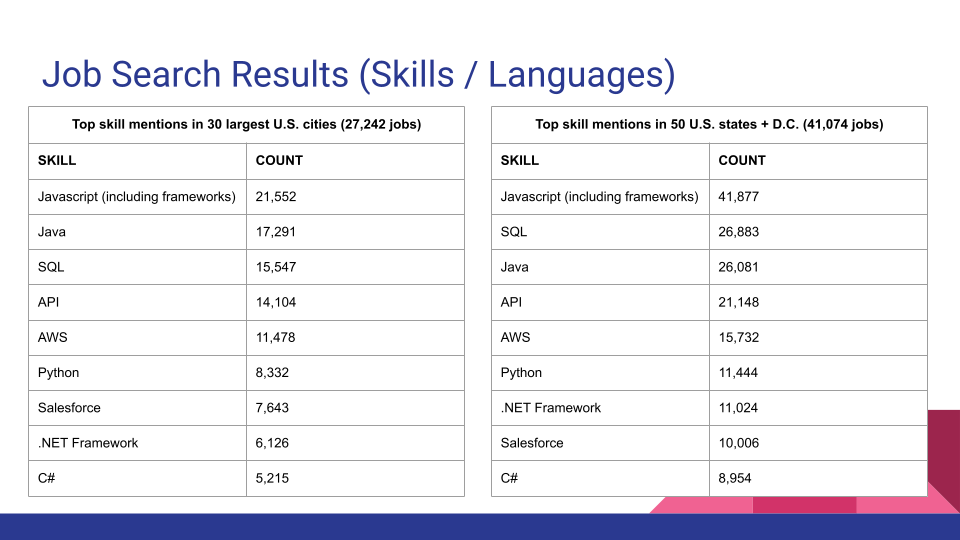 Job Search Results (Skills / Languages)
Top skill mentions in 30 largest U.S. cities (27,242 jobs)
SKILL COUNT
Javascript (including frameworks) 21,552
Java 17,291
SQL 15,547
API 14,104
AWS 11,478
Python 8,332
Salesforce 7,643
.NET Framework 6,126
C# 5,215
Top skill mentions in 50 U.S. states + D.C. (41,074 jobs)
SKILL COUNT
Javascript (including frameworks) 41,877
SQL 26,883
Java 26,081
API 21,148
AWS 15,732
Python 11,444
.NET Framework 11,024
Salesforce 10,006
C# 8,954